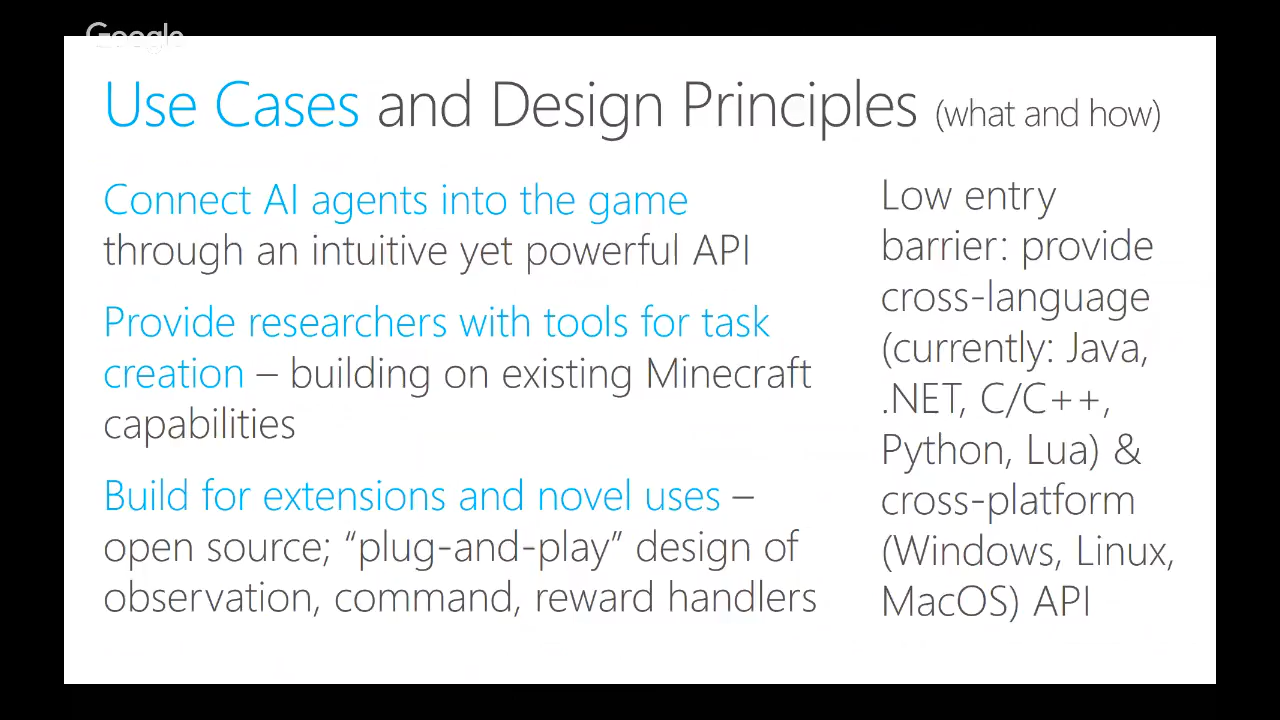 Google
Use Cases and Design Principles (what and how)
Connect AI agents into the game
through an intuitive yet powerful API
Provide researchers with tools for task
creation – building on existing Minecraft
capabilities
Build for extensions and novel uses –
open source; “plug-and-play” design of
observation, command, reward handlers
Low entry
barrier: provide
cross-language
(currently: Java,
.NET, C/C++,
Python, Lua) &
cross-platform
(Windows, Linux,
MacOS) API